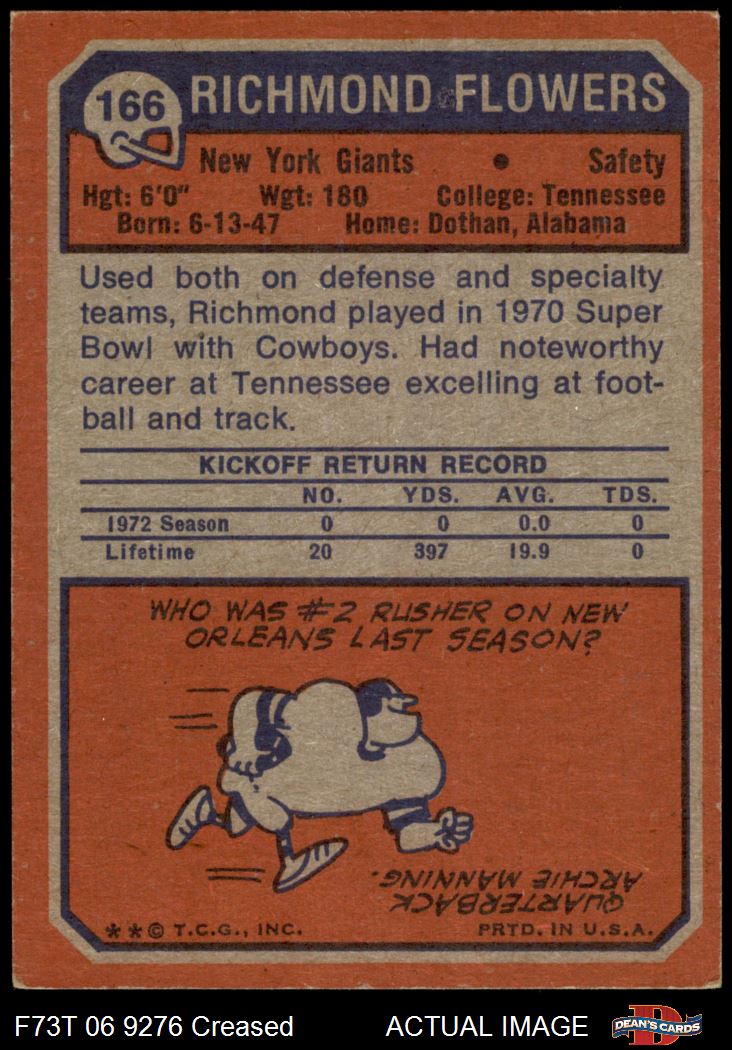 166
RICHMOND FLOWERS
New York Giants • Safety
Hgt: 6'0" Wgt: 180 College: Tennessee
Born: 6-13-47 Home: Dothan, Alabama
Used both on defense and specialty
teams, Richmond played in 1970 Super
Bowl with Cowboys. Had noteworthy
career at Tennessee excelling at foot-
ball and track.
KICKOFF RETURN RECORD
NO. YDS. AVG. TDS.
1972 Season 0 0 0.0 0
Lifetime 20 397 19.9 0
WHO WAS #2 RUSHER ON NEW
ORLEANS LAST SEASON?
QUARTERBACK
ARCHIE MANNING.
**© T.C.G., INC. PRTD. IN U.S.A.
F73T 06 9276 Creased ACTUAL IMAGE
D
DEAN'S CARDS